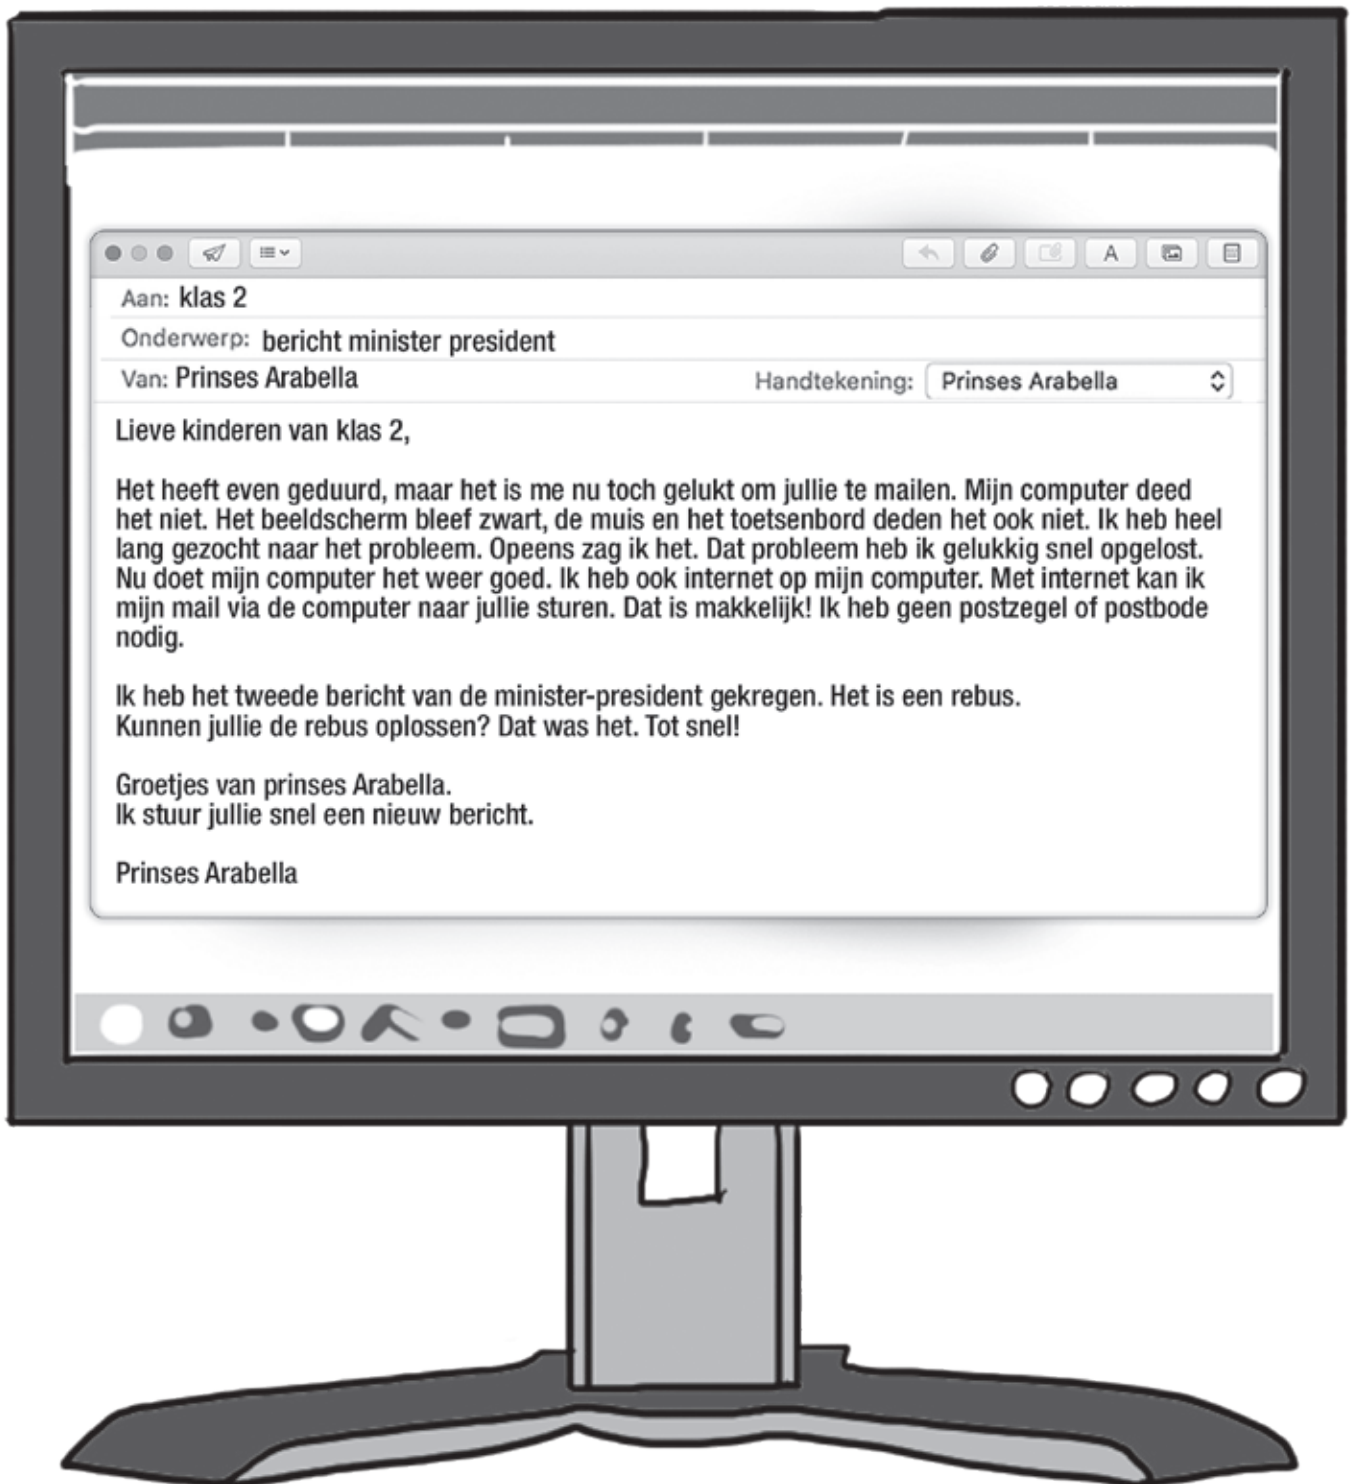 Aan: klas 2
Onderwerp: bericht minister president
Van: Prinses Arabella Handtekening: Prinses Arabella
A
Lieve kinderen van klas 2,
Het heeft even geduurd, maar het is me nu toch gelukt om jullie te mailen. Mijn computer deed
het niet. Het beeldscherm bleef zwart, de muis en het toetsenbord deden het ook niet. Ik heb heel
lang gezocht naar het probleem. Opeens zag ik het. Dat probleem heb ik gelukkig snel opgelost.
Nu doet mijn computer het weer goed. Ik heb ook internet op mijn computer. Met internet kan ik
mijn mail via de computer naar jullie sturen. Dat is makkelijk! Ik heb geen postzegel of postbode
nodig.
Ik heb het tweede bericht van de minister-president gekregen. Het is een rebus.
Kunnen jullie de rebus oplossen? Dat was het. Tot snel!
Groetjes van prinses Arabella.
Ik stuur jullie snel een nieuw bericht.
Prinses Arabella